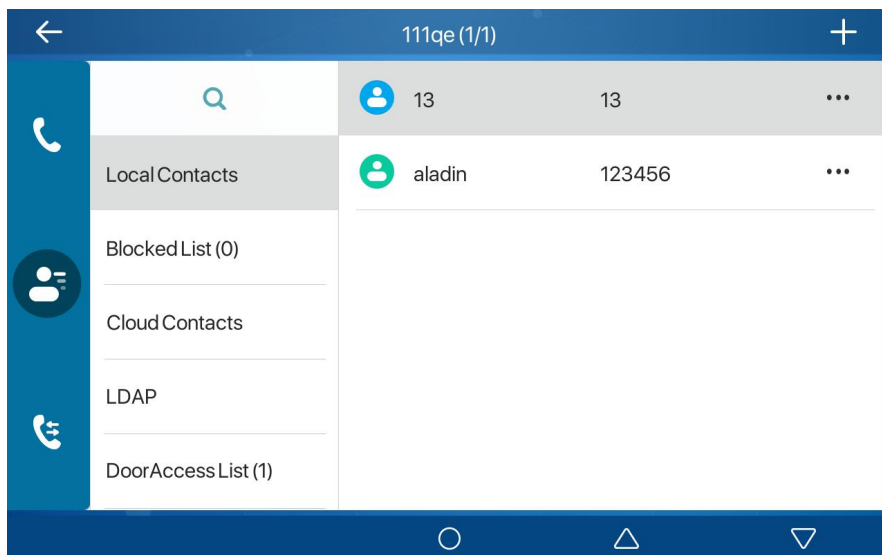 111qe (1/1)
13 13
Local Contacts
aladin 123456
Blocked List (0)
Cloud Contacts
LDAP
DoorAccess List (1)